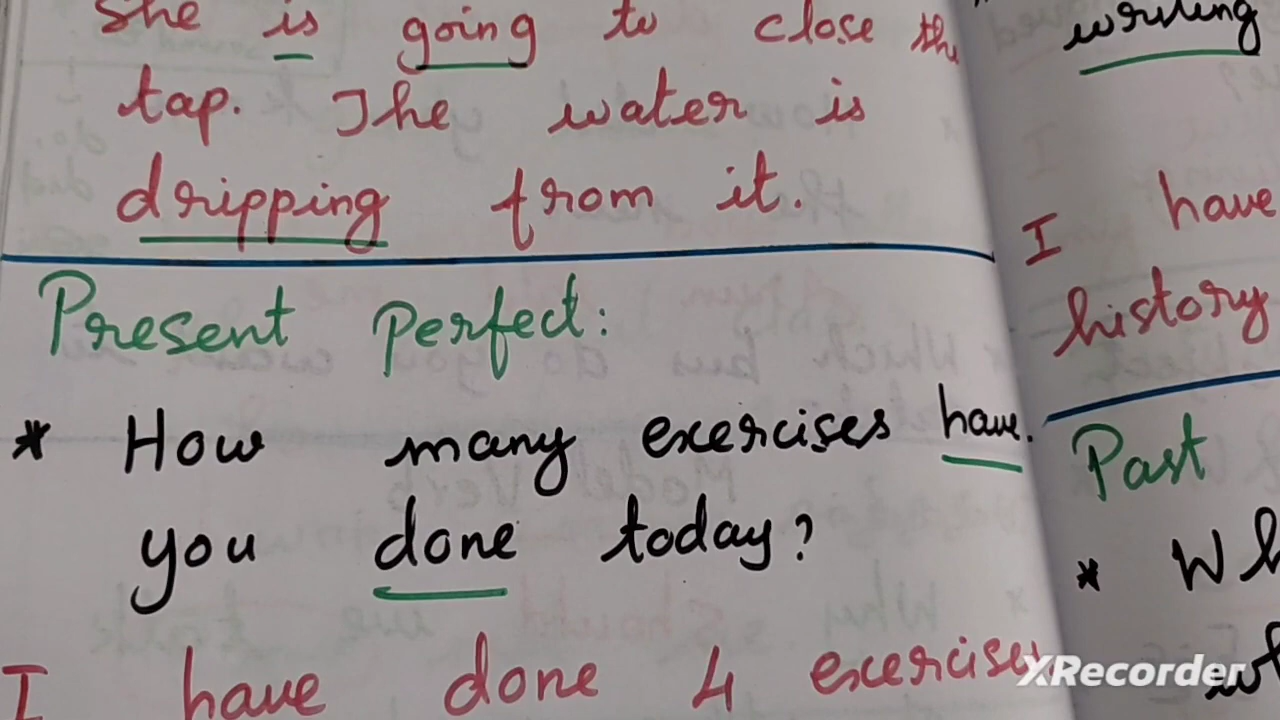 She is going to close the
tap. The water is
dripping from it.
Present Perfect:
* How many exercises have.
you done today?
I have done 4 exercises
writing
I have
history
Past
* Wh
XRecorder